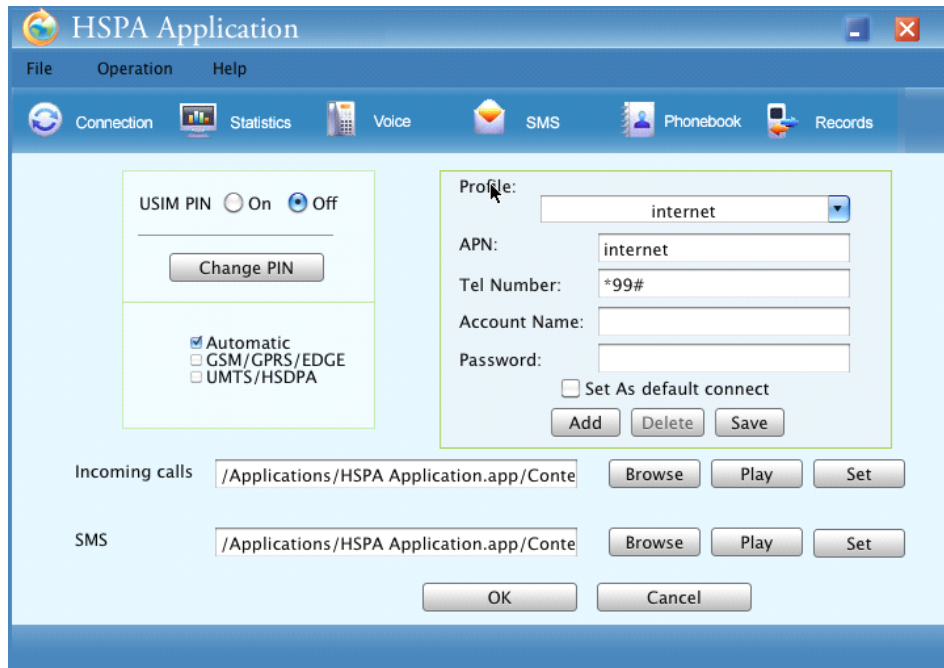 HSPA Application
File Operation Help
Connection Statistics Voice SMS Phonebook Records
USIM PIN On Off
Change PIN
Automatic
GSM/GPRS/EDGE
UMTS/HSDPA
Profile:
internet
APN: internet
Tel Number: *99#
Account Name:
Password:
Set As default connect
Add Delete Save
Incoming calls /Applications/HSPA Application.app/Conte Browse Play Set
SMS /Applications/HSPA Application.app/Conte Browse Play Set
OK Cancel